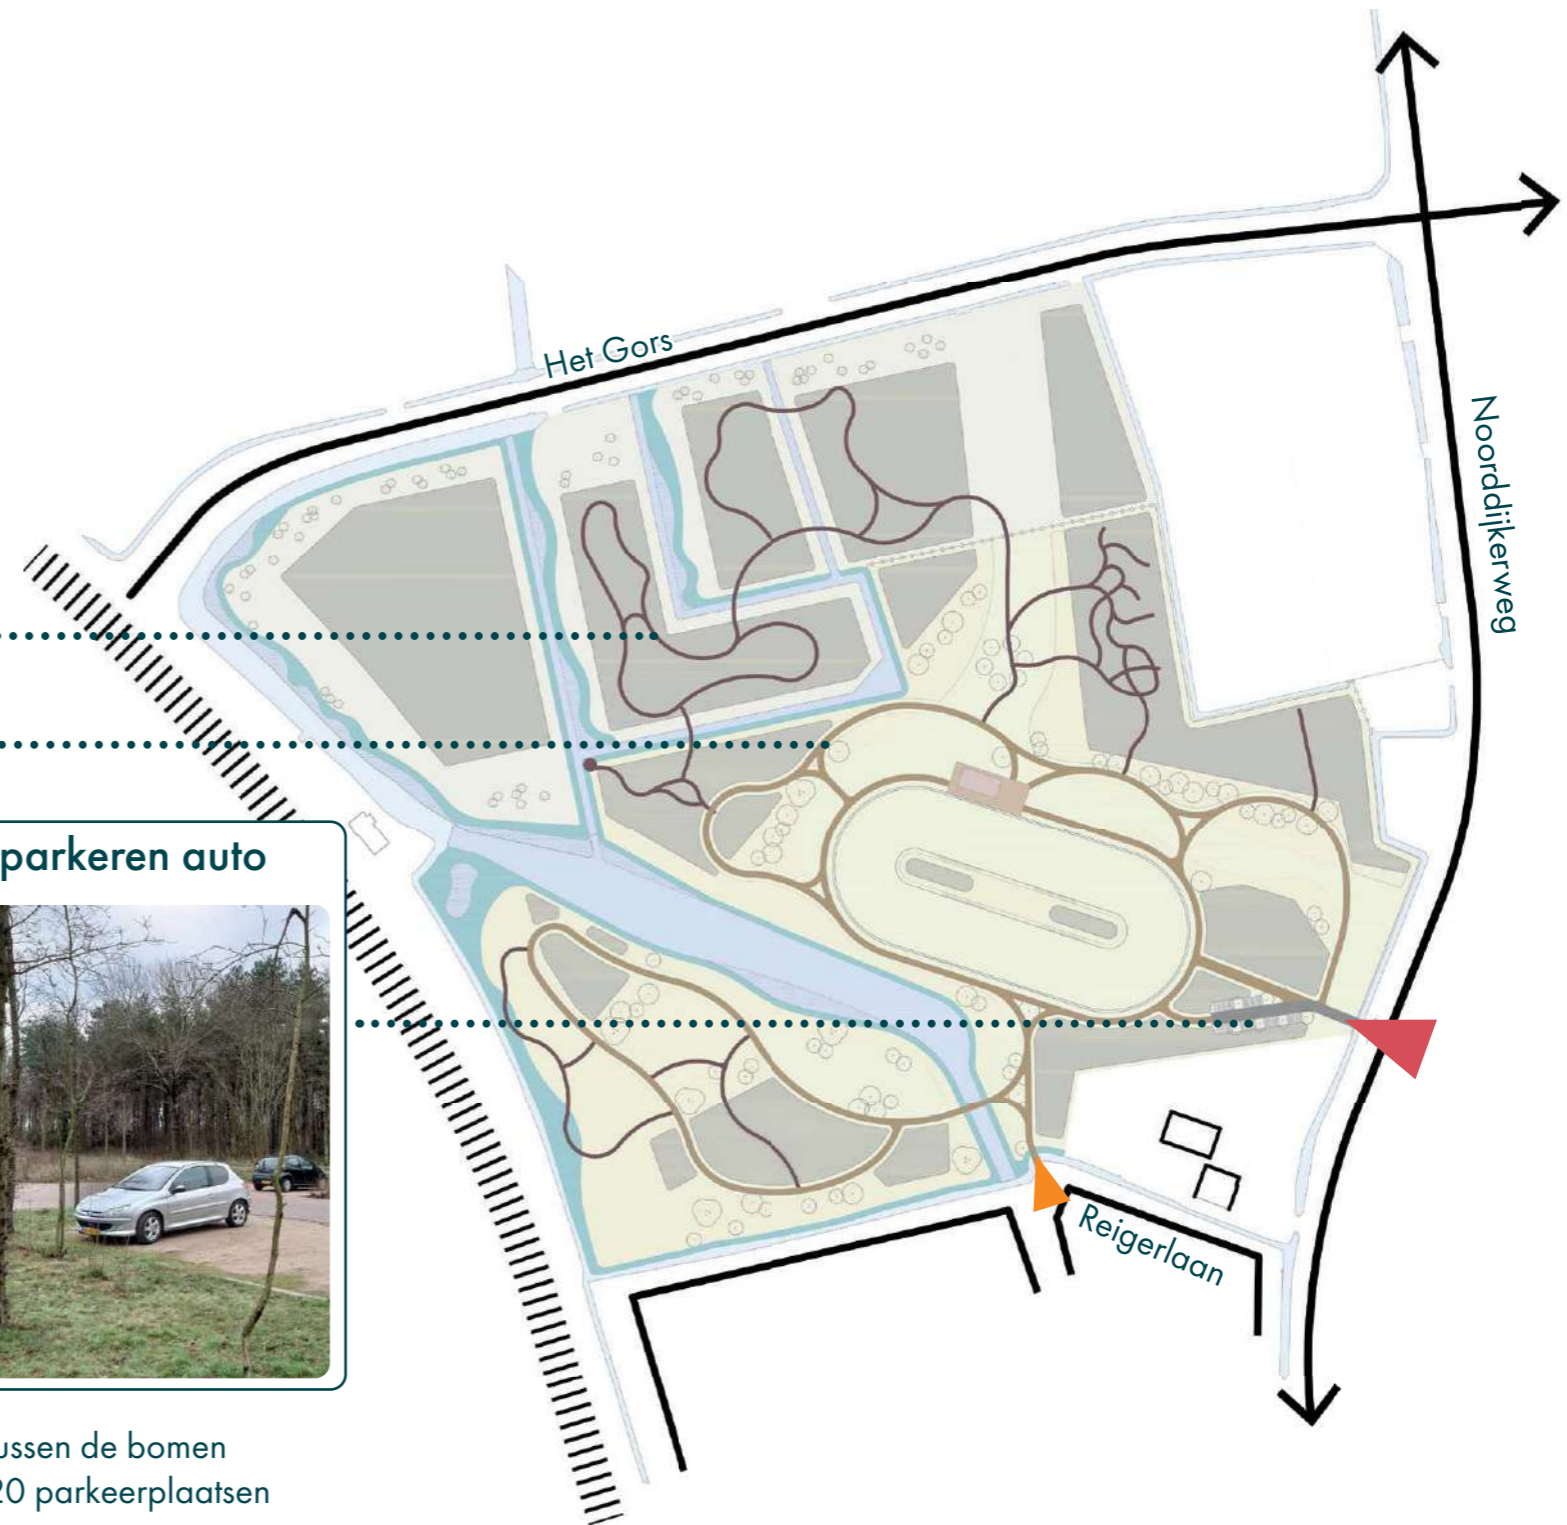 Het Gors
Noorddijkerweg
parkeren auto
Reigerlaan
ussen de bomen
20 parkeerplaatsen